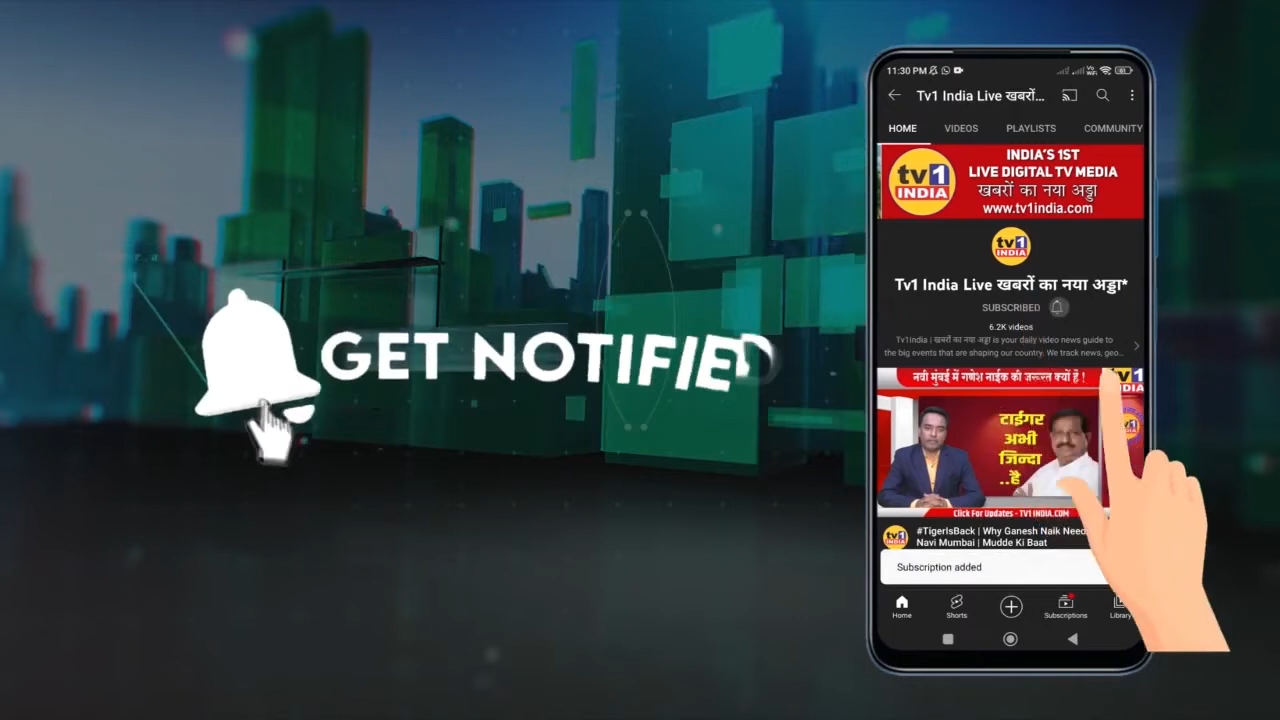 GET NOTIFIED
11:30 PM
Tv1 India Live खबरों...
HOME VIDEOS PLAYLISTS COMMUNITY
tv1
INDIA
INDIA'S 1ST
LIVE DIGITAL TV MEDIA
खबरों का नया अड्डा
www.tv1india.com
tv1
INDIA
Tv1 India Live खबरों का नया अड्डा*
SUBSCRIBED
6.2K videos
Tv1India | खबरों का नया अड्डा is your daily video news guide to
the big events that are shaping our country. We track news, geo...
नवी मुंबई में गणेश नाईक की जरूरत क्यों है !
टाईगर
अभी
जिन्दा
..है
Click For Updates - TV1 INDIA.COM
tv1
INDIA
#TigerIsBack | Why Ganesh Naik Need
Navi Mumbai | Mudde Ki Baat
Subscription added
Home Shorts Subscriptions Library